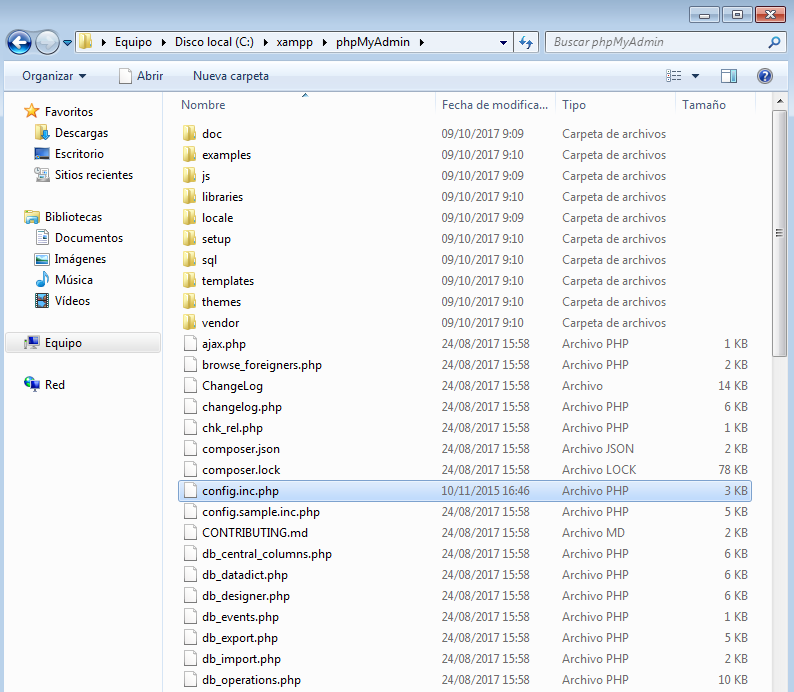 Equipo Disco local (C:) xampp phpMyAdmin Buscar phpMyAdmin
Organizar Abrir Nueva carpeta
Favoritos
Descargas
Escritorio
Sitios recientes
Bibliotecas
Documentos
Imágenes
Música
Vídeos
Equipo
Red
Nombre Fecha de modifica... Tipo Tamaño
doc 09/10/2017 9:09 Carpeta de archivos
examples 09/10/2017 9:10 Carpeta de archivos
js 09/10/2017 9:09 Carpeta de archivos
libraries 09/10/2017 9:10 Carpeta de archivos
locale 09/10/2017 9:09 Carpeta de archivos
setup 09/10/2017 9:10 Carpeta de archivos
sql 09/10/2017 9:10 Carpeta de archivos
templates 09/10/2017 9:10 Carpeta de archivos
themes 09/10/2017 9:10 Carpeta de archivos
vendor 09/10/2017 9:10 Carpeta de archivos
ajax.php 24/08/2017 15:58 Archivo PHP 1 KB
browse_foreigners.php 24/08/2017 15:58 Archivo PHP 2 KB
ChangeLog 24/08/2017 15:58 Archivo 14 KB
changelog.php 24/08/2017 15:58 Archivo PHP 6 KB
chk_rel.php 24/08/2017 15:58 Archivo PHP 1 KB
composer.json 24/08/2017 15:58 Archivo JSON 2 KB
composer.lock 24/08/2017 15:58 Archivo LOCK 78 KB
config.inc.php 10/11/2015 16:46 Archivo PHP 3 KB
config.sample.inc.php 24/08/2017 15:58 Archivo PHP 5 KB
CONTRIBUTING.md 24/08/2017 15:58 Archivo MD 2 KB
db_central_columns.php 24/08/2017 15:58 Archivo PHP 6 KB
db_datadict.php 24/08/2017 15:58 Archivo PHP 6 KB
db_designer.php 24/08/2017 15:58 Archivo PHP 6 KB
db_events.php 24/08/2017 15:58 Archivo PHP 1 KB
db_export.php 24/08/2017 15:58 Archivo PHP 5 KB
db_import.php 24/08/2017 15:58 Archivo PHP 2 KB
db_operations.php 24/08/2017 15:58 Archivo PHP 10 KB